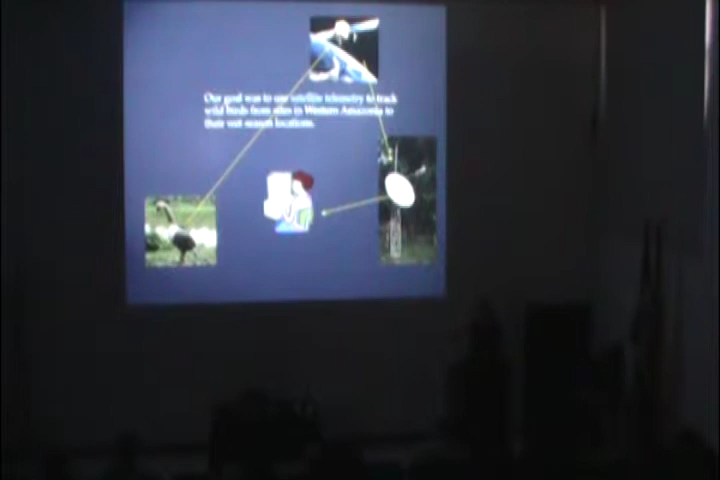 Our goal was to use satellite telemetry to track
wild birds from sites in Western Amazonia to
their wet season locations.